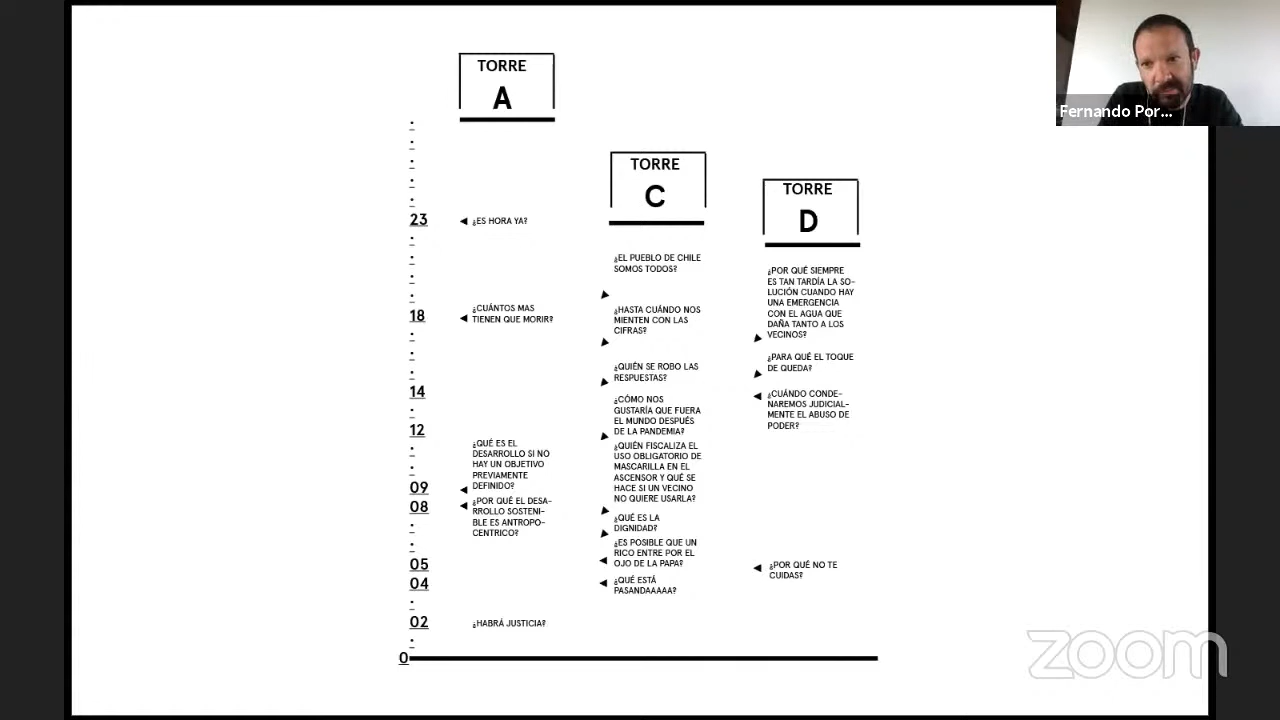 TORRE
A
TORRE
C
TORRE
D
Fernando Por...
23
18
14
12
09
08
05
04
02
0
¿ES HORA YA?
¿CUÁNTOS MAS
TIENEN QUE MORIR?
¿QUÉ ES EL
DESARROLLO SI NO
HAY UN OBJETIVO
PREVIAMENTE
DEFINIDO?
¿POR QUÉ EL DESA-
RROLLO SOSTENI-
BLE ES ANTROPO-
CENTRICO?
¿HABRÁ JUSTICIA?
¿EL PUEBLO DE CHILE
SOMOS TODOS?
¿HASTA CUÁNDO NOS
MIENTEN CON LAS
CIFRAS?
¿QUIÉN SE ROBO LAS
RESPUESTAS?
¿CÓMO NOS
GUSTARÍA QUE FUERA
EL MUNDO DESPUÉS
DE LA PANDEMIA?
¿QUIÉN FISCALIZA EL
USO OBLIGATORIO DE
MASCARILLA EN EL
ASCENSOR Y QUÉ SE
HACE SI UN VECINO
NO QUIERE USARLA?
¿QUÉ ES LA
DIGNIDAD?
¿ES POSIBLE QUE UN
RICO ENTRE POR EL
OJO DE LA PAPA?
¿QUÉ ESTÁ
PASANDAAAAA?
¿POR QUÉ SIEMPRE
ES TAN TARDÍA LA SO-
LUCIÓN CUANDO HAY
UNA EMERGENCIA
CON EL AGUA QUE
DAÑA TANTO A LOS
VECINOS?
¿PARA QUÉ EL TOQUE
DE QUEDA?
¿CUÁNDO CONDE-
NAREMOS JUDICIAL-
MENTE EL ABUSO DE
PODER?
¿POR QUÉ NO TE
CUIDAS?
zoom